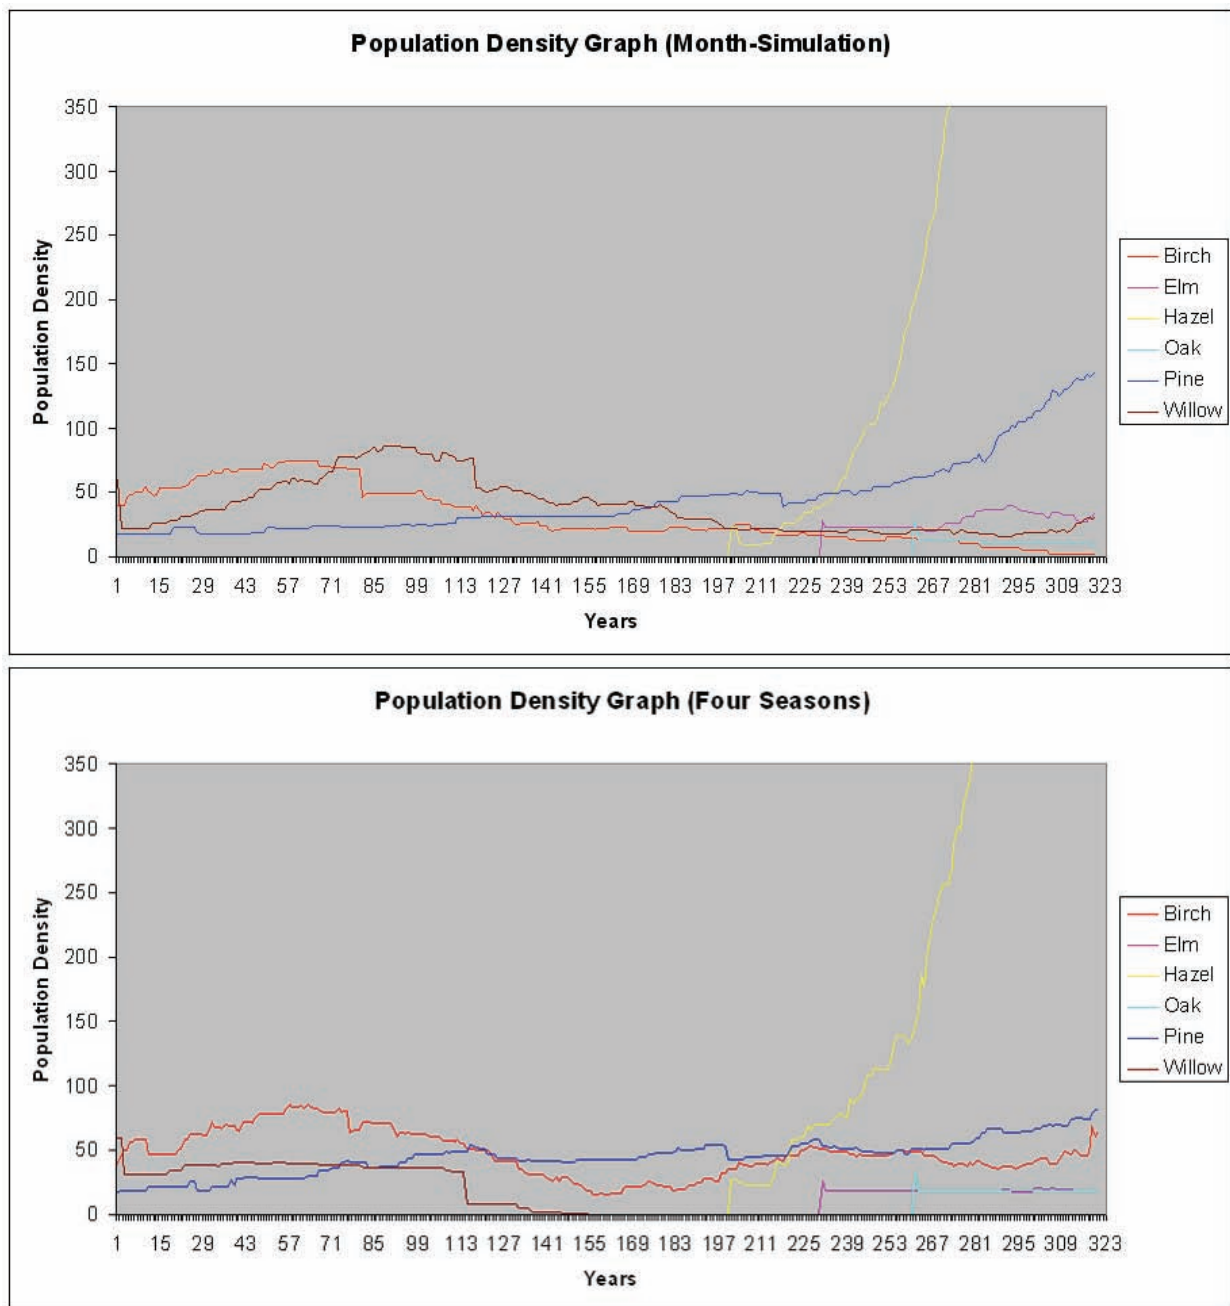 Population Density Graph (Month-Simulation)
350
300
250
200
150
100
50
0
Population Density
1 15 29 43 57 71 85 99 113 127 141 155 169 183 197 211 225 239 253 267 281 295 309 323
Years
Birch
Elm
Hazel
Oak
Pine
Willow
Population Density Graph (Four Seasons)
350
300
250
200
150
100
50
0
Population Density
1 15 29 43 57 71 85 99 113 127 141 155 169 183 197 211 225 239 253 267 281 295 309 323
Years
Birch
Elm
Hazel
Oak
Pine
Willow